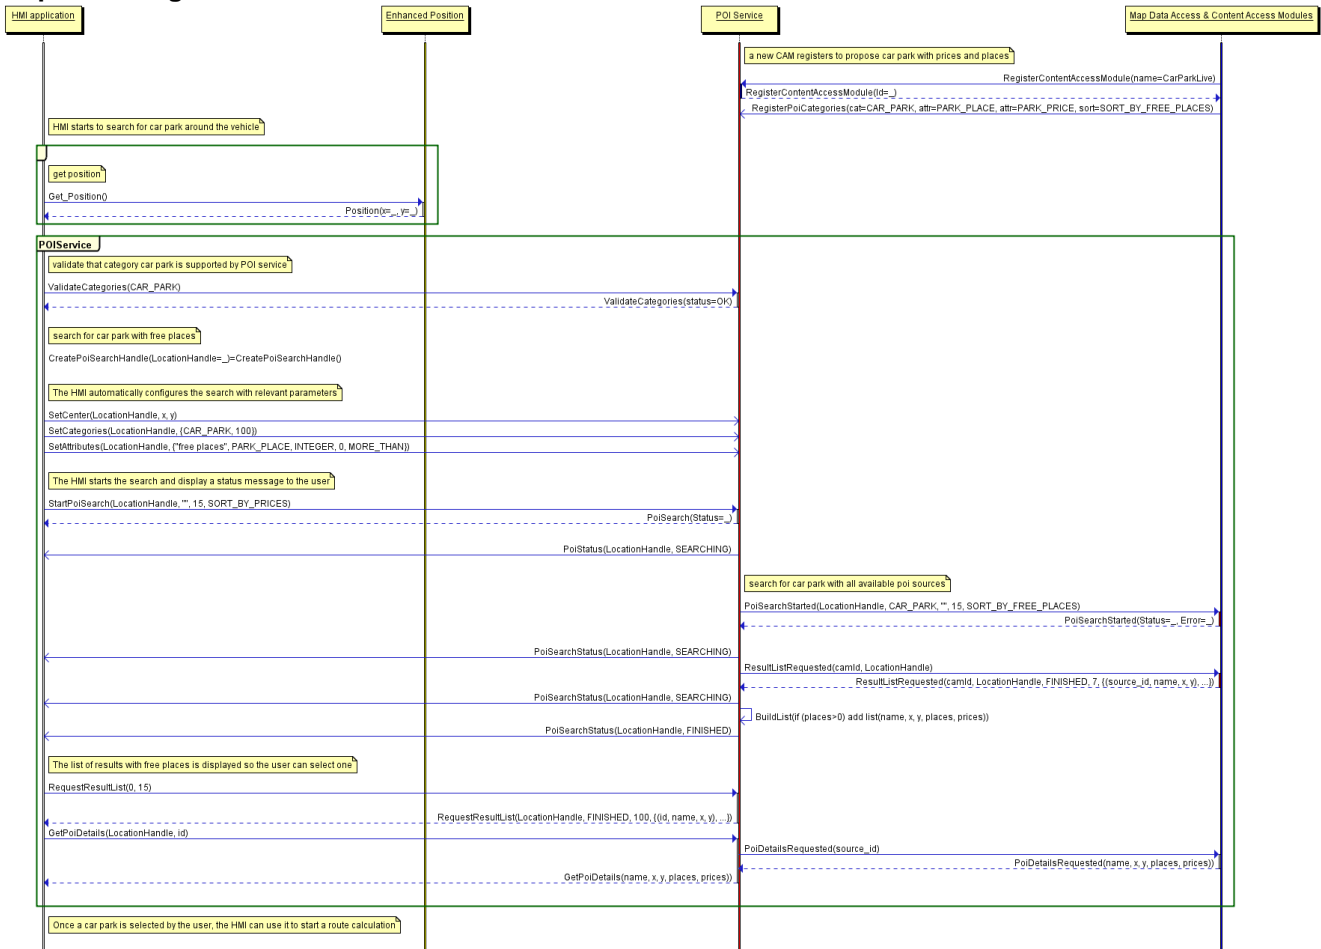 HMI application
Enhanced Position
POI Service
Map Data Access & Content Access Modules
a new CAM registers to propose car park with prices and places
RegisterContentAccessModule(name=CarParkLive)
RegisterContentAccessModule(Id=_)
RegisterPoiCategories(cat=CAR_PARK, attr=PARK_PLACE, attr=PARK_PRICE, sort=SORT_BY_FREE_PLACES)
HMI starts to search for car park around the vehicle
get position
Get_Position()
Position(x=_, y=_)
POIService
validate that category car park is supported by POI service
ValidateCategories(CAR_PARK)
ValidateCategories(status=OK)
search for car park with free places
CreatePoiSearchHandle(LocationHandle=_)=CreatePoiSearchHandle()
The HMI automatically configures the search with relevant parameters
SetCenter(LocationHandle, x, y)
SetCategories(LocationHandle, {CAR_PARK, 100})
SetAttributes(LocationHandle, {"free places", PARK_PLACE, INTEGER, 0, MORE_THAN})
The HMI starts the search and display a status message to the user
StartPoiSearch(LocationHandle, "", 15, SORT_BY_PRICES)
PoiSearch(Status=_)
PoiStatus(LocationHandle, SEARCHING)
search for car park with all available poi sources
PoiSearchStarted(LocationHandle, CAR_PARK, "", 15, SORT_BY_FREE_PLACES)
PoiSearchStarted(Status=_, Error=_)
PoiSearchStatus(LocationHandle, SEARCHING)
ResultListRequested(camId, LocationHandle)
ResultListRequested(camId, LocationHandle, FINISHED, 7, {(source_id, name, x, y), ...})
PoiSearchStatus(LocationHandle, SEARCHING)
BuildList(if (places>0) add list(name, x, y, places, prices))
PoiSearchStatus(LocationHandle, FINISHED)
The list of results with free places is displayed so the user can select one
RequestResultList(0, 15)
RequestResultList(LocationHandle, FINISHED, 100, {(id, name, x, y), ...})
GetPoiDetails(LocationHandle, id)
PoiDetailsRequested(source_id)
PoiDetailsRequested(name, x, y, places, prices))
GetPoiDetails(name, x, y, places, prices))
Once a car park is selected by the user, the HMI can use it to start a route calculation